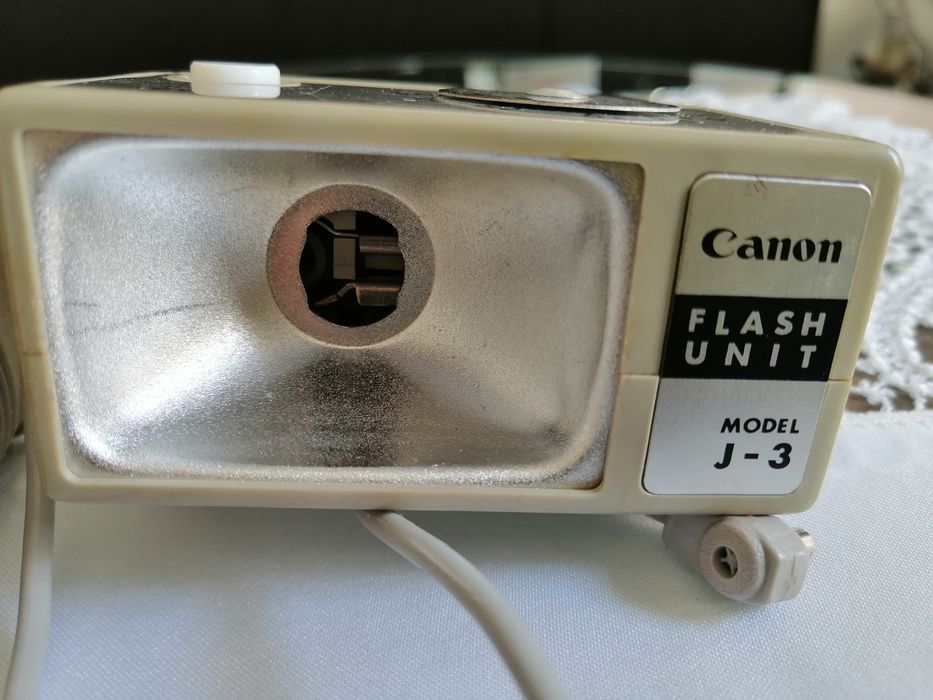 Canon
FLASH
UNIT
MODEL
J-3